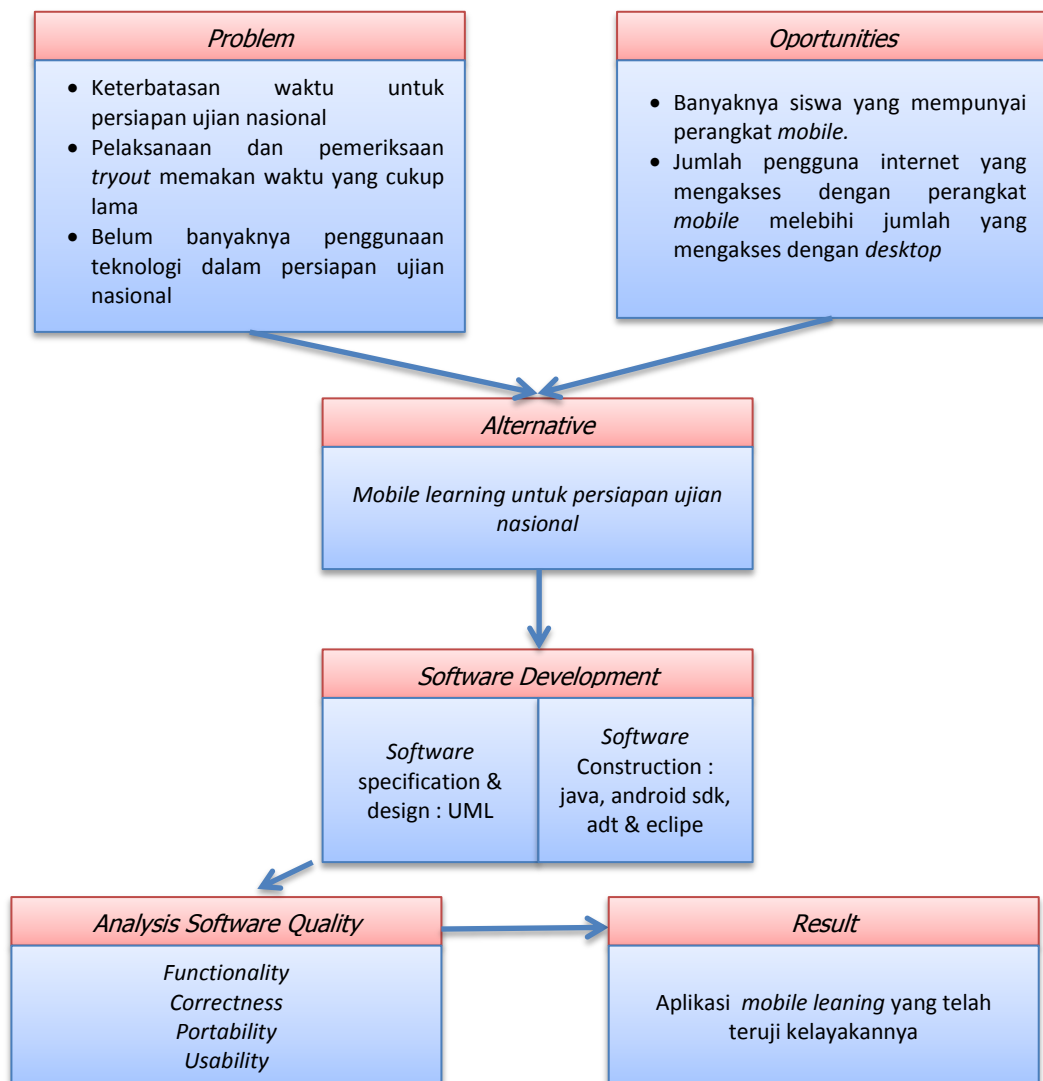 Problem
• Keterbatasan waktu untuk
persiapan ujian nasional
• Pelaksanaan dan pemeriksaan
tryout memakan waktu yang cukup
lama
• Belum banyaknya penggunaan
teknologi dalam persiapan ujian
nasional
Oportunities
• Banyaknya siswa yang mempunyai
perangkat mobile.
• Jumlah pengguna internet yang
mengakses dengan perangkat
mobile melebihi jumlah yang
mengakses dengan desktop
Alternative
Mobile learning untuk persiapan ujian
nasional
Software Development
Software
specification &
design : UML
Software
Construction :
java, android sdk,
adt & eclipe
Analysis Software Quality
Functionality
Correctness
Portability
Usability
Result
Aplikasi mobile leaning yang telah
teruji kelayakannya